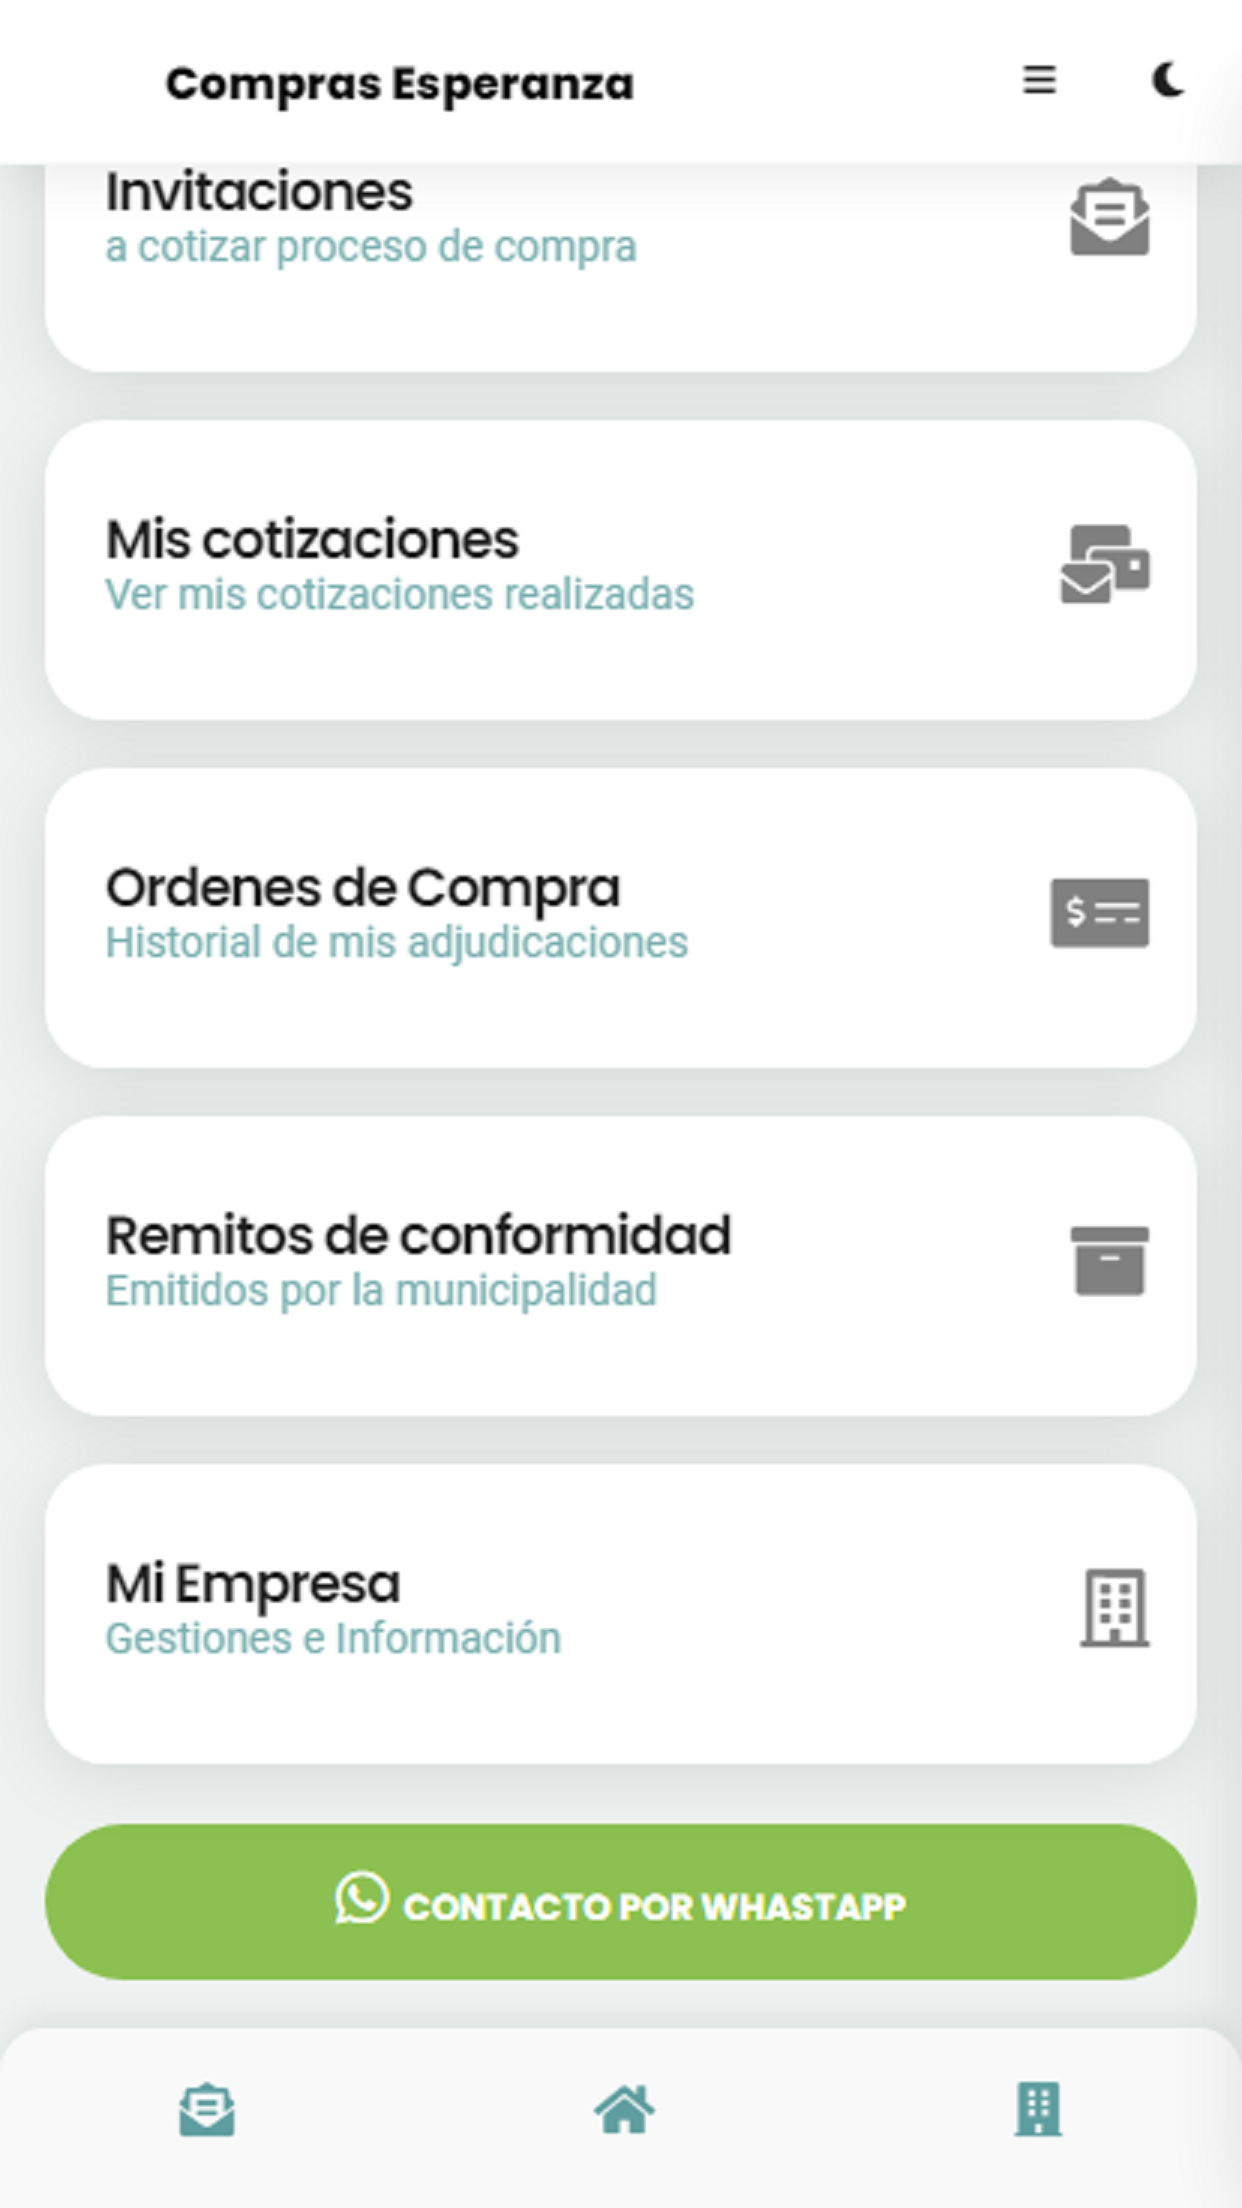 Compras Esperanza
Invitaciones
a cotizar proceso de compra
Mis cotizaciones
Ver mis cotizaciones realizadas
Ordenes de Compra
Historial de mis adjudicaciones
Remitos de conformidad
Emitidos por la municipalidad
Mi Empresa
Gestiones e Información
CONTACTO POR WHASTAPP